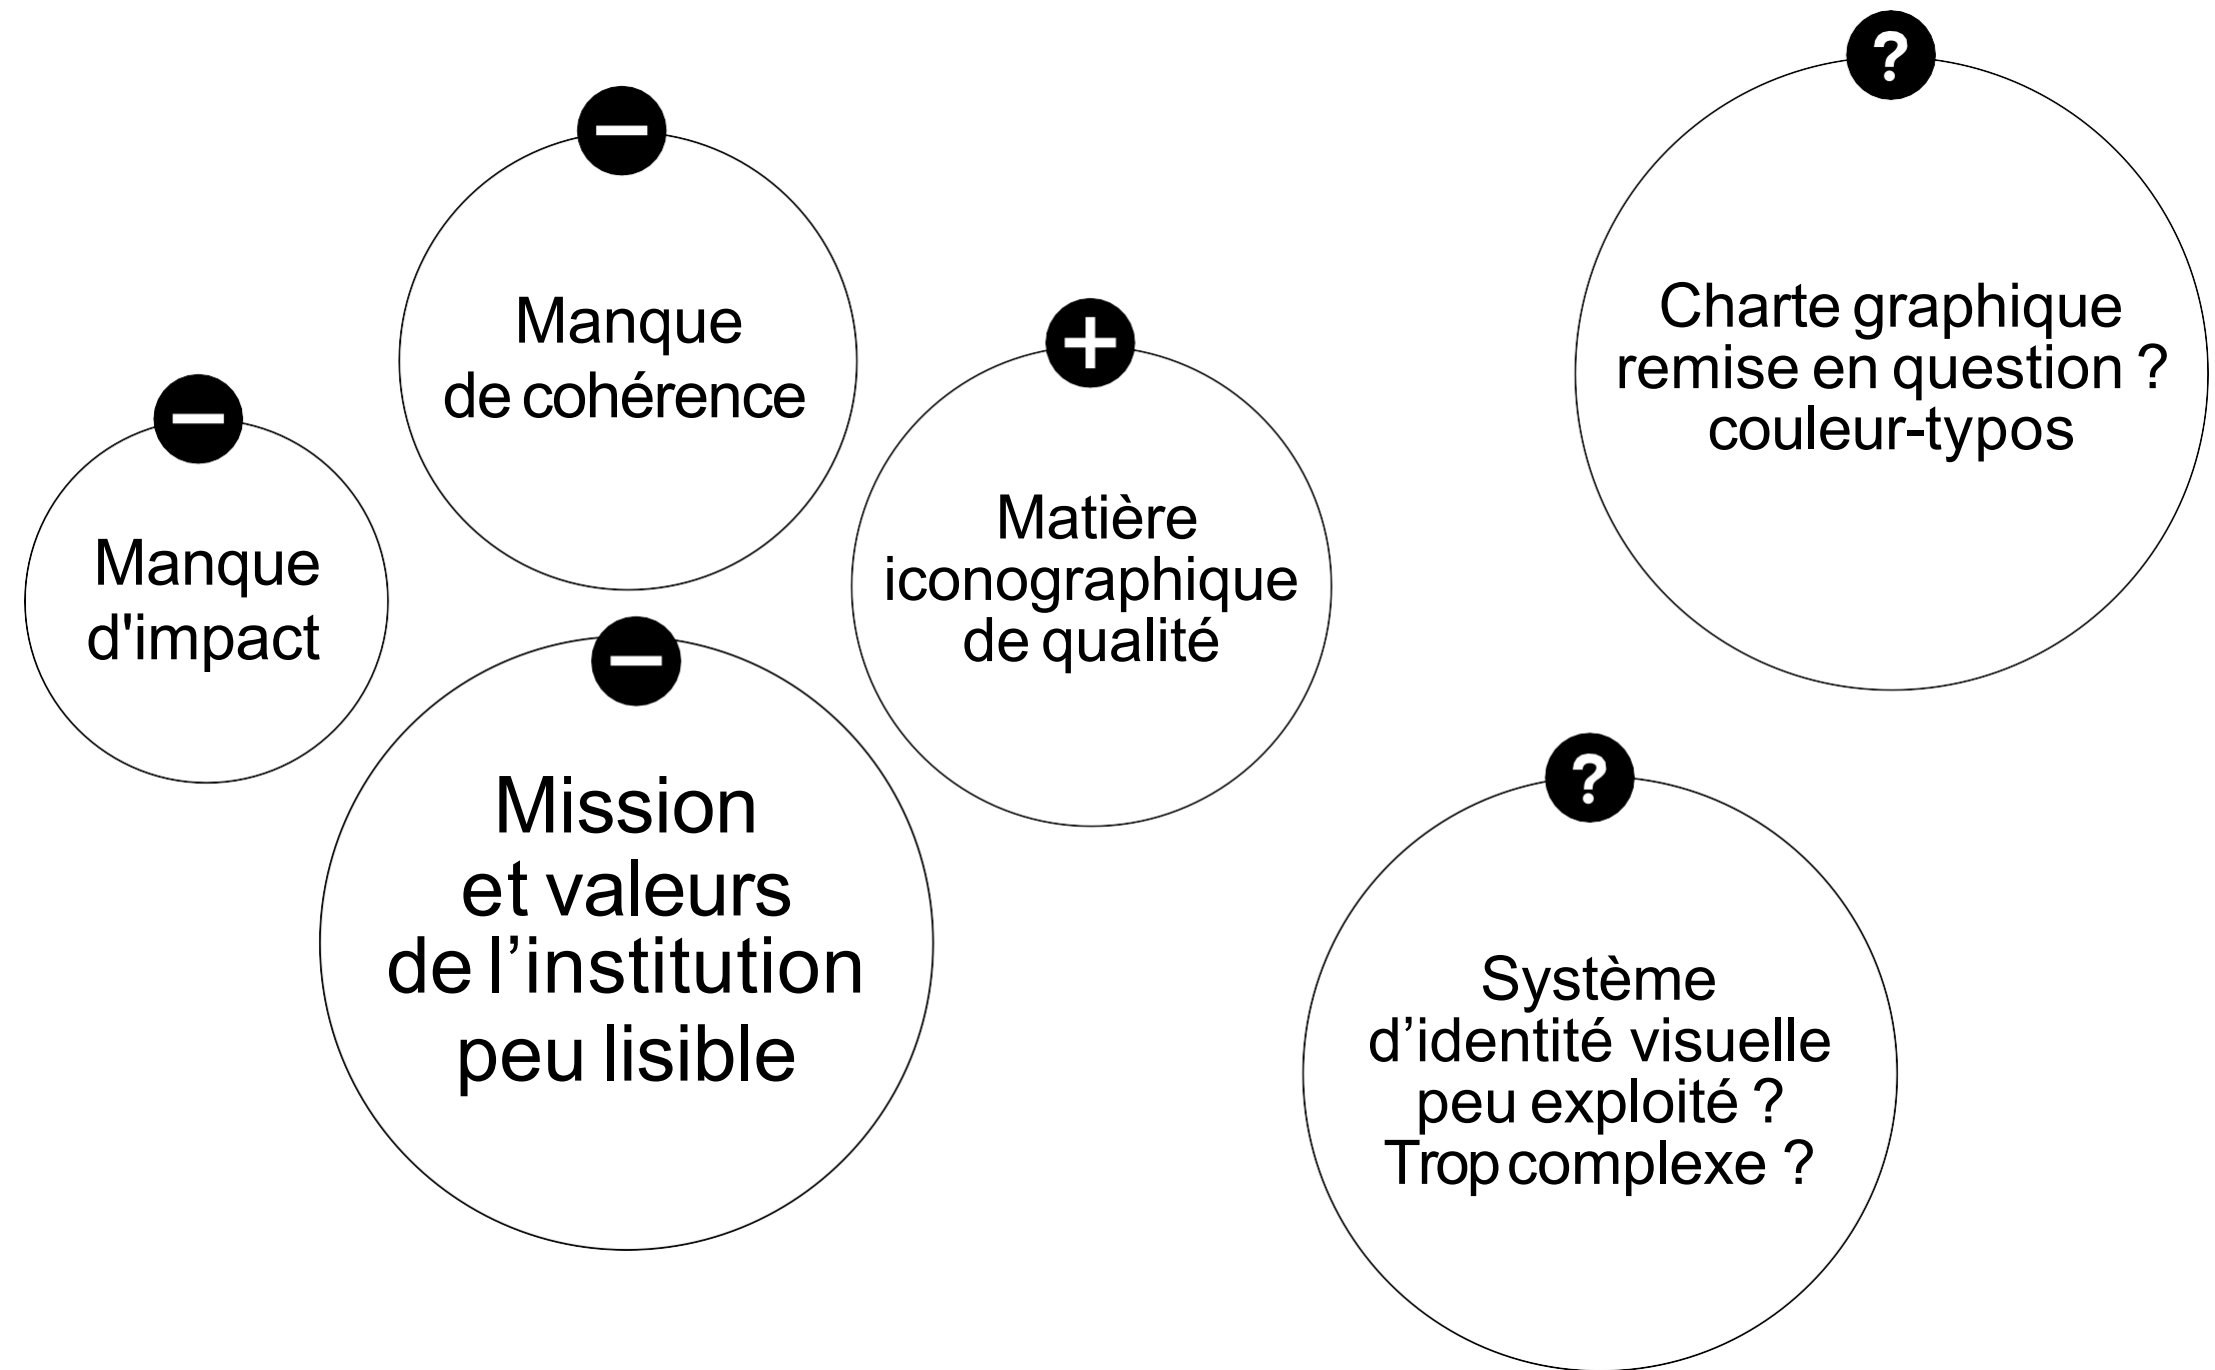 −
Manque
d'impact
−
Manque
de cohérence
−
Mission
et valeurs
de l’institution
peu lisible
+
Matière
iconographique
de qualité
?
Charte graphique
remise en question ?
couleur-typos
?
Système
d’identité visuelle
peu exploité ?
Trop complexe ?